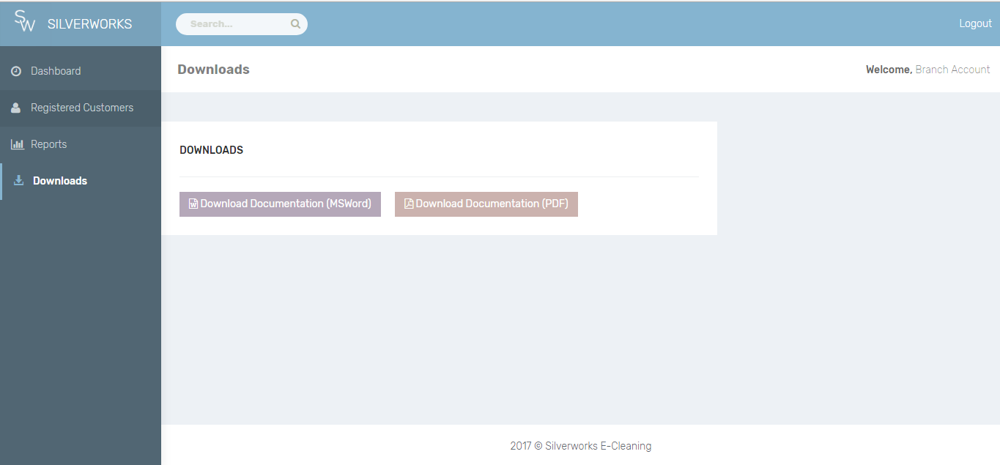 SW SILVERWORKS
Search...
Logout
Dashboard
Registered Customers
Reports
Downloads
Downloads
Welcome, Branch Account
DOWNLOADS
Download Documentation (MSWord)
Download Documentation (PDF)
2017 © Silverworks E-Cleaning